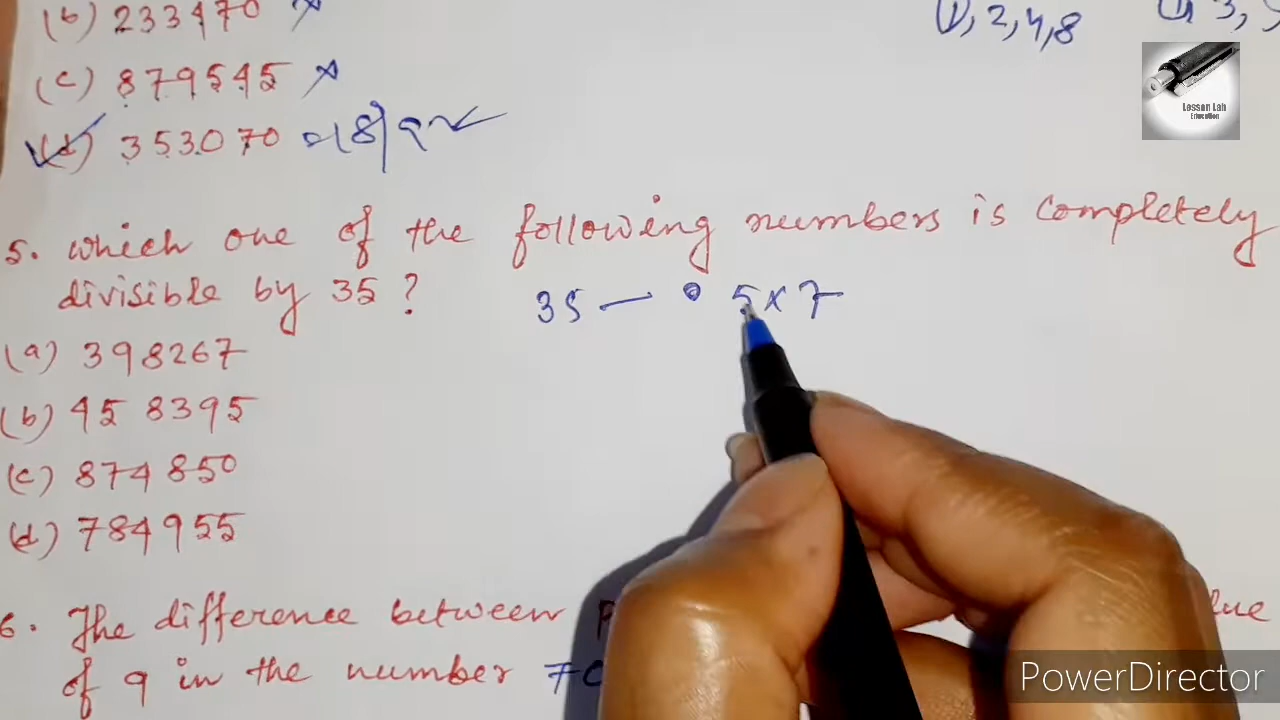 (b) 233470 ×
(1), 2, 4, 8
(c) 879545 ×
(d) 353070
Lesson Lab
Education
5. which one of the following numbers is completely
divisible by 35 ?
35 — 5 × 7
(a) 398267
(b) 458395
(c) 874850
(d) 784955
6. The difference between
of 9 in the number 70
PowerDirector